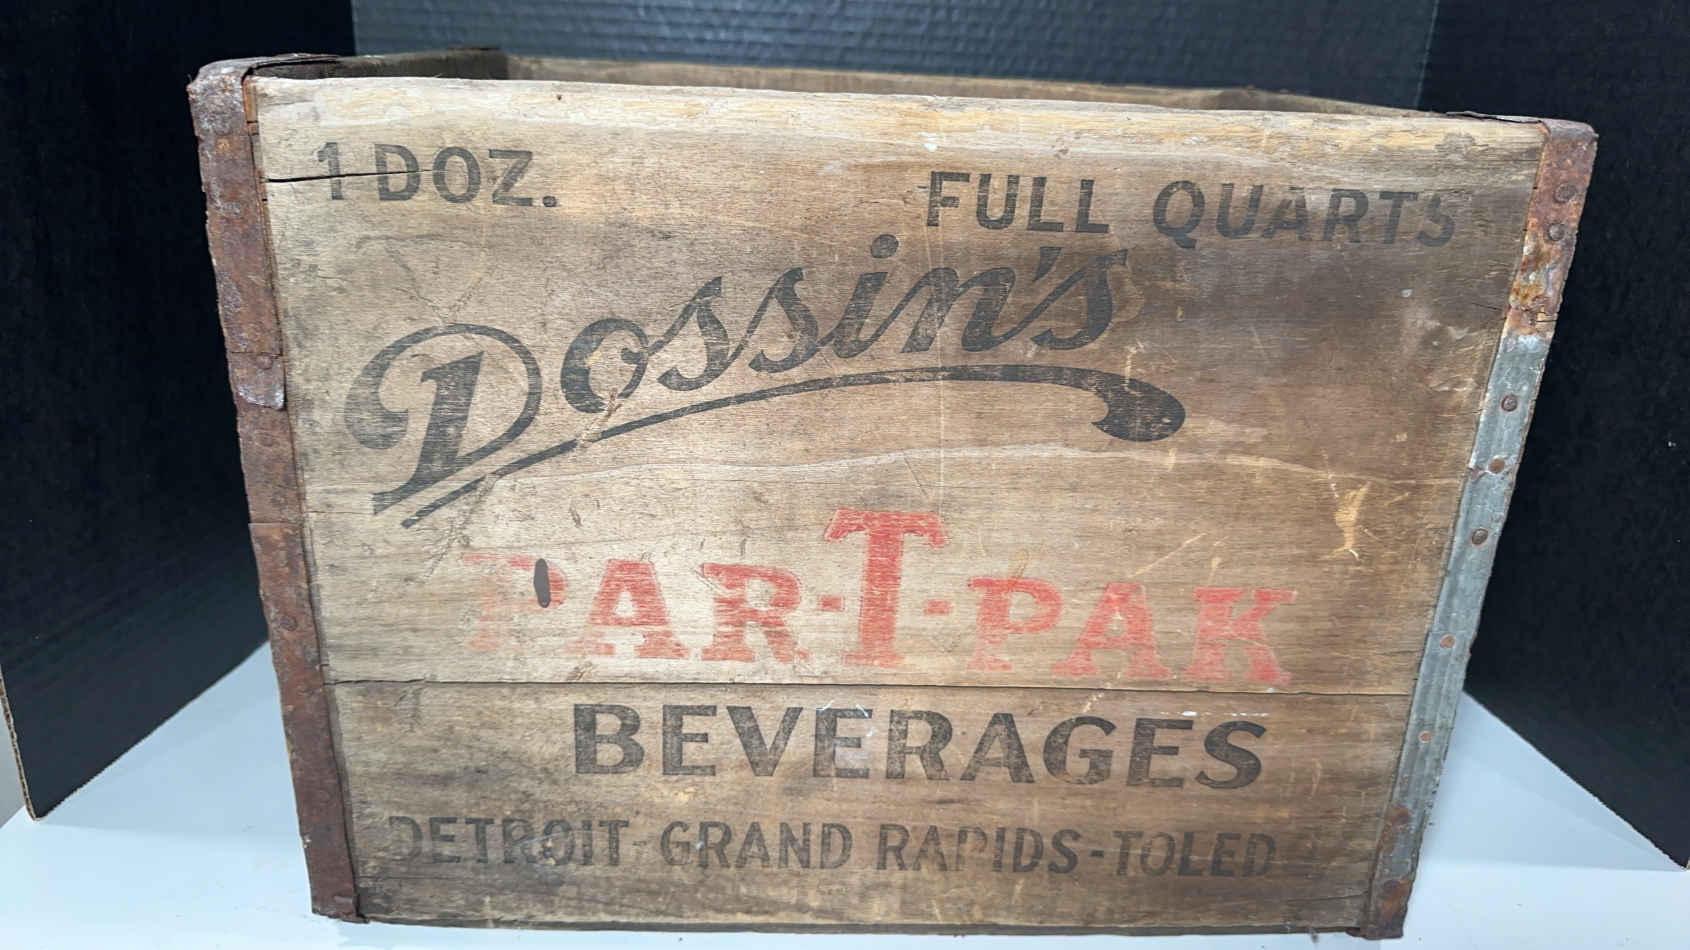 1 DOZ. FULL QUARTS
Dossin's
PAR-T-PAK
BEVERAGES
DETROIT-GRAND RAPIDS-TOLED